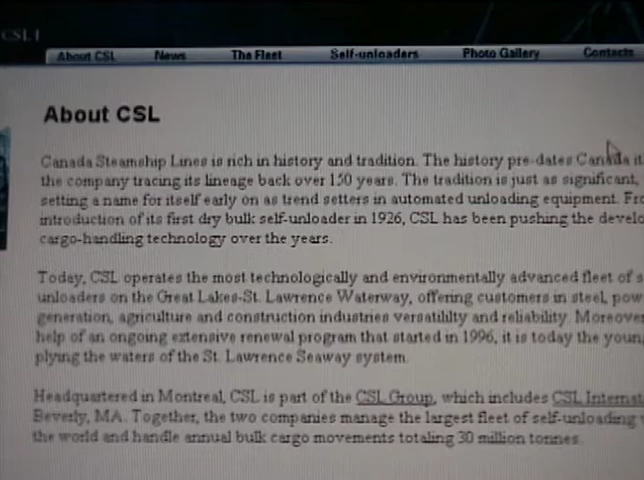 CSL
About CSL News The Fleet Self-unloaders Photo Gallery Contacts
About CSL
Canada Steamship Lines is rich in history and tradition. The history pre-dates Canada it
the company tracing its lineage back over 150 years. The tradition is just as significant,
setting a name for itself early on as trend setters in automated unloading equipment. Fro
introduction of its first dry bulk self-unloader in 1926, CSL has been pushing the develo
cargo-handling technology over the years.
Today, CSL operates the most technologically and environmentally advanced fleet of s
unloaders on the Great Lakes-St. Lawrence Waterway, offering customers in steel, pow
generation, agriculture and construction industries versatility and reliability. Moreover
help of an ongoing extensive renewal program that started in 1996, it is today the youn
plying the waters of the St. Lawrence Seaway system.
Headquartered in Montreal, CSL is part of the CSL Group, which includes CSL Internat
Beverly, MA. Together, the two companies manage the largest fleet of self-unloading
the world and handle annual bulk cargo movements totaling 30 million tonnes.